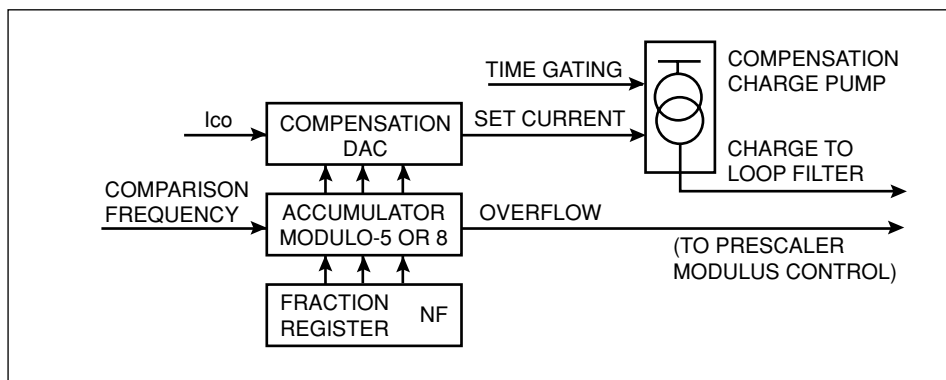 TIME GATING
COMPENSATION
CHARGE PUMP
Ico
COMPENSATION
DAC
SET CURRENT
CHARGE TO
LOOP FILTER
COMPARISON
FREQUENCY
ACCUMULATOR
MODULO-5 OR 8
OVERFLOW
(TO PRESCALER
MODULUS CONTROL)
FRACTION
REGISTER NF